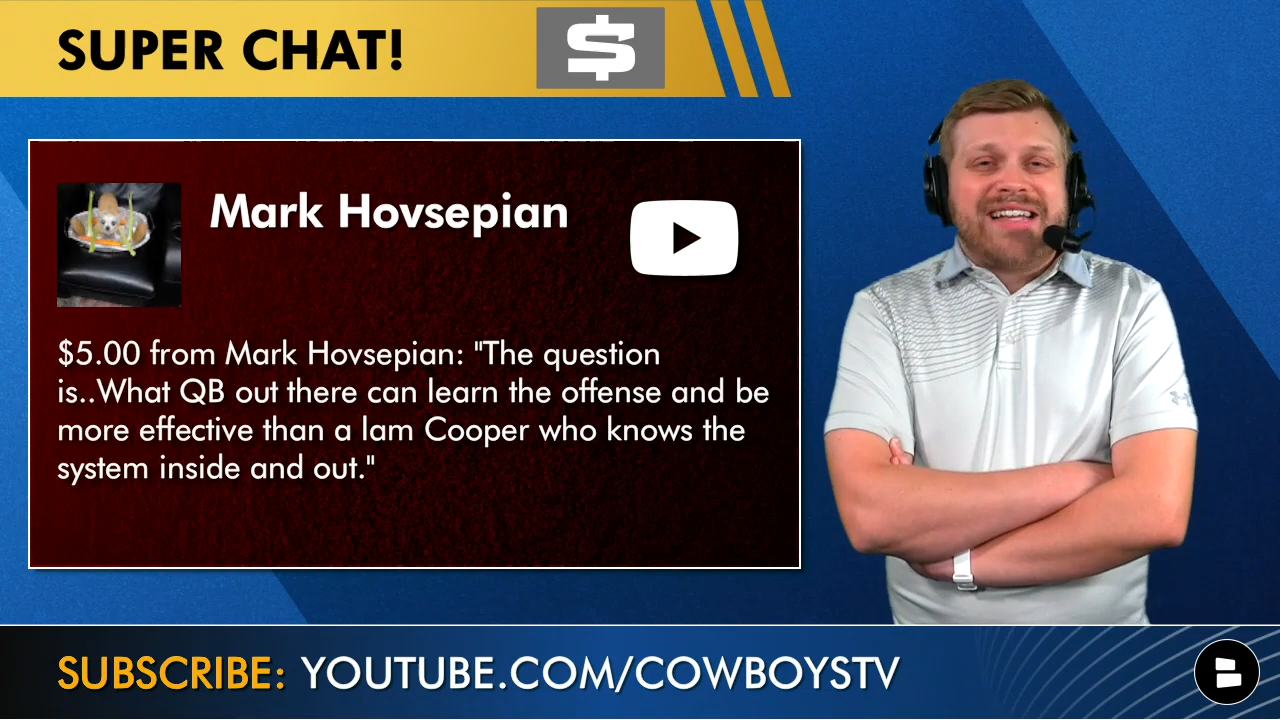 SUPER CHAT!
Mark Hovsepian
$5.00 from Mark Hovsepian: "The question
is..What QB out there can learn the offense and be
more effective than a lam Cooper who knows the
system inside and out."
SUBSCRIBE: YOUTUBE.COM/COWBOYSTV